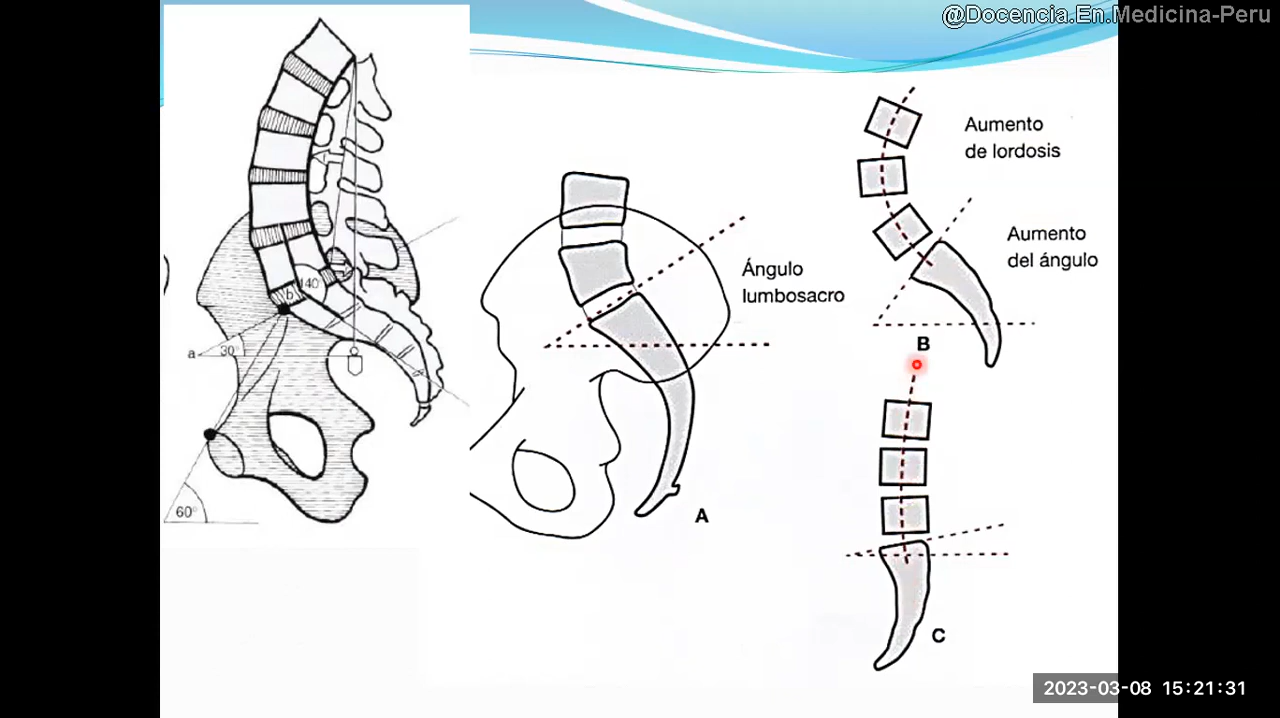 @Docencia.En.Medicina-Peru
140
b
a
30°
60°
Ángulo
lumbosacro
A
Aumento
de lordosis
Aumento
del ángulo
B
C
2023-03-08 15:21:31